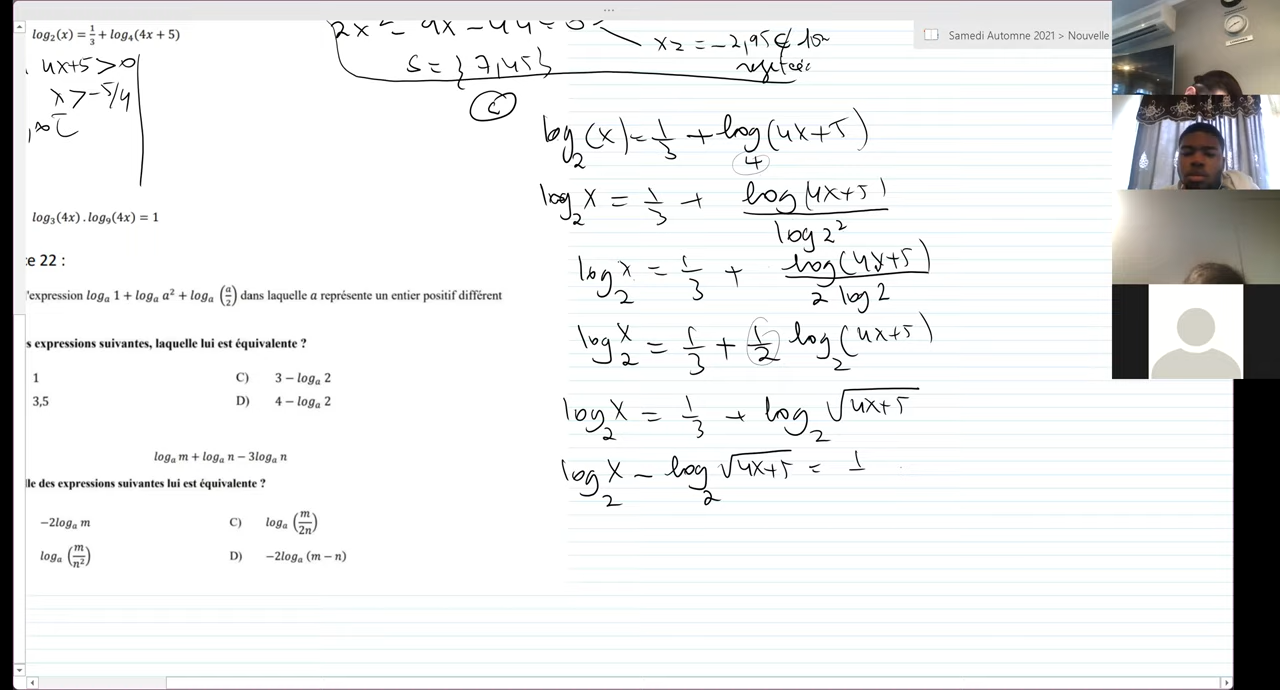 Samedi Automne 2021 > Nouvelle
log₂(x) = 1/3 + log₄(4x + 5)
4x+5>0
x>-5/4
,∞[
log₃(4x) . log₉(4x) = 1
e 22 :
'expression logₐ 1 + logₐ a² + logₐ (a/2) dans laquelle a représente un entier positif différent
s expressions suivantes, laquelle lui est équivalente ?
1 C) 3 − logₐ 2
3,5 D) 4 − logₐ 2
logₐ m + logₐ n − 3logₐ n
le des expressions suivantes lui est équivalente ?
−2logₐ m C) logₐ (m/2n)
logₐ (m/n²) D) −2logₐ (m − n)
x₂ = -2,95 ∉
S = {7,45}
c
log₂(x) = 1/3 + log₄(4x+5)
log₂ x = 1/3 + log(4x+5)/log 2²
log₂ x = 1/3 + log(4x+5)/2 log 2
log₂ x = 1/3 + 1/2 log₂(4x+5)
log₂ x = 1/3 + log₂ √4x+5
log₂ x - log₂ √4x+5 = 1